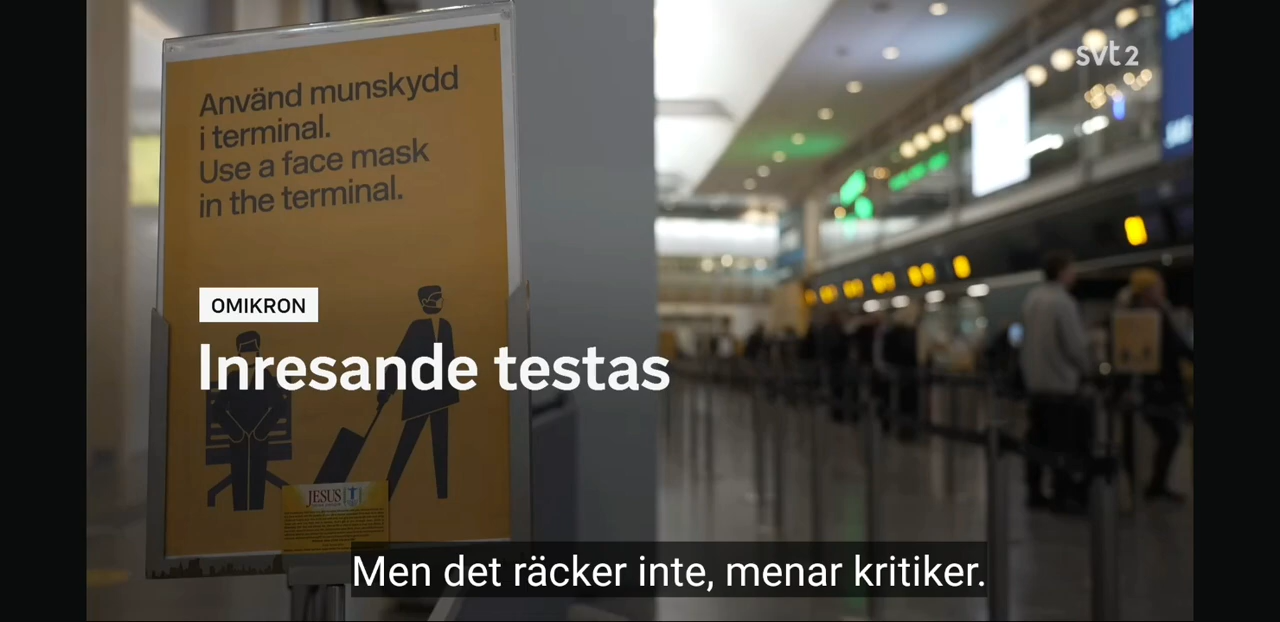 svt2
Använd munskydd
i terminal.
Use a face mask
in the terminal.
OMIKRON
Inresande testas
JESUS
Men det räcker inte, menar kritiker.